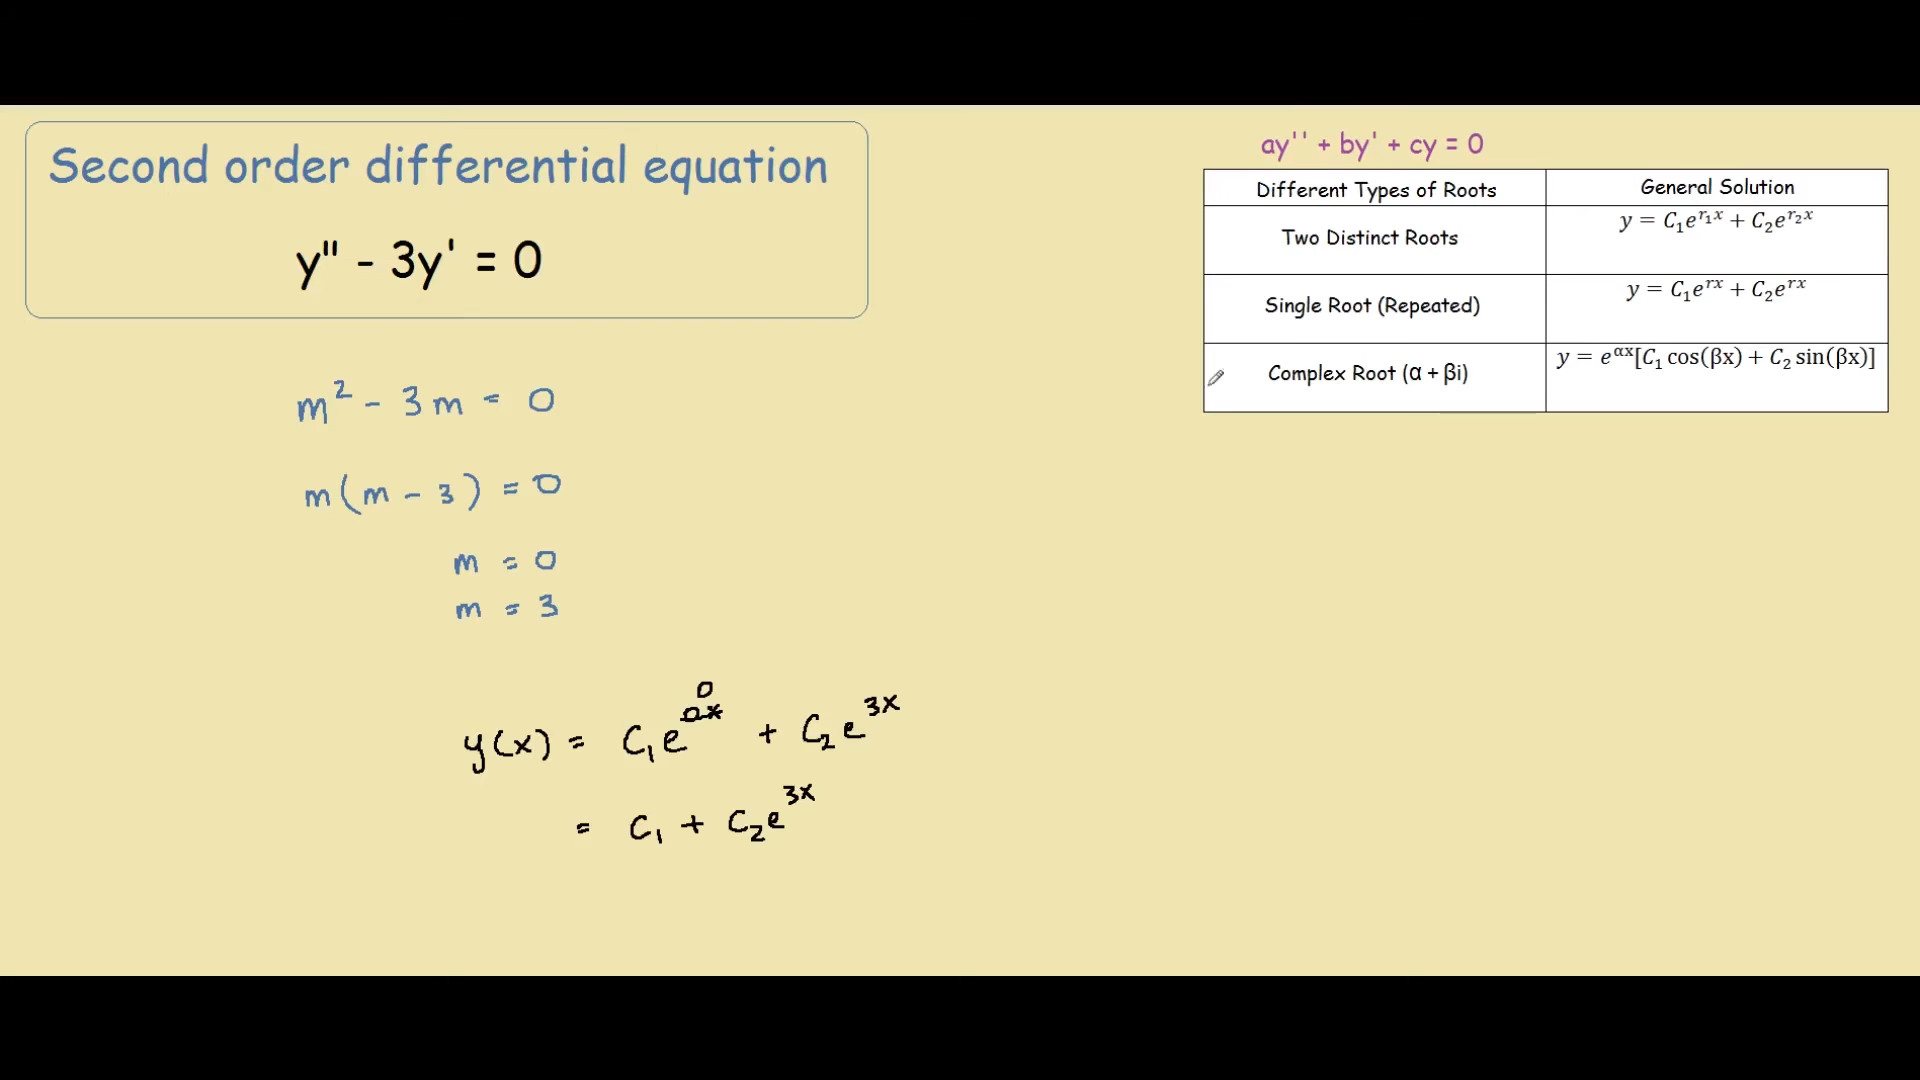 Second order differential equation
y'' - 3y' = 0
m² - 3m = 0
m(m - 3) = 0
m = 0
m = 3
y(x) = C₁e^0x^0 + C₂e^3x
= C₁ + C₂e^3x
ay'' + by' + cy = 0
Different Types of Roots General Solution
Two Distinct Roots y = C₁e^r₁x + C₂e^r₂x
Single Root (Repeated) y = C₁e^rx + C₂e^rx
Complex Root (α + βi) y = e^αx[C₁ cos(βx) + C₂ sin(βx)]